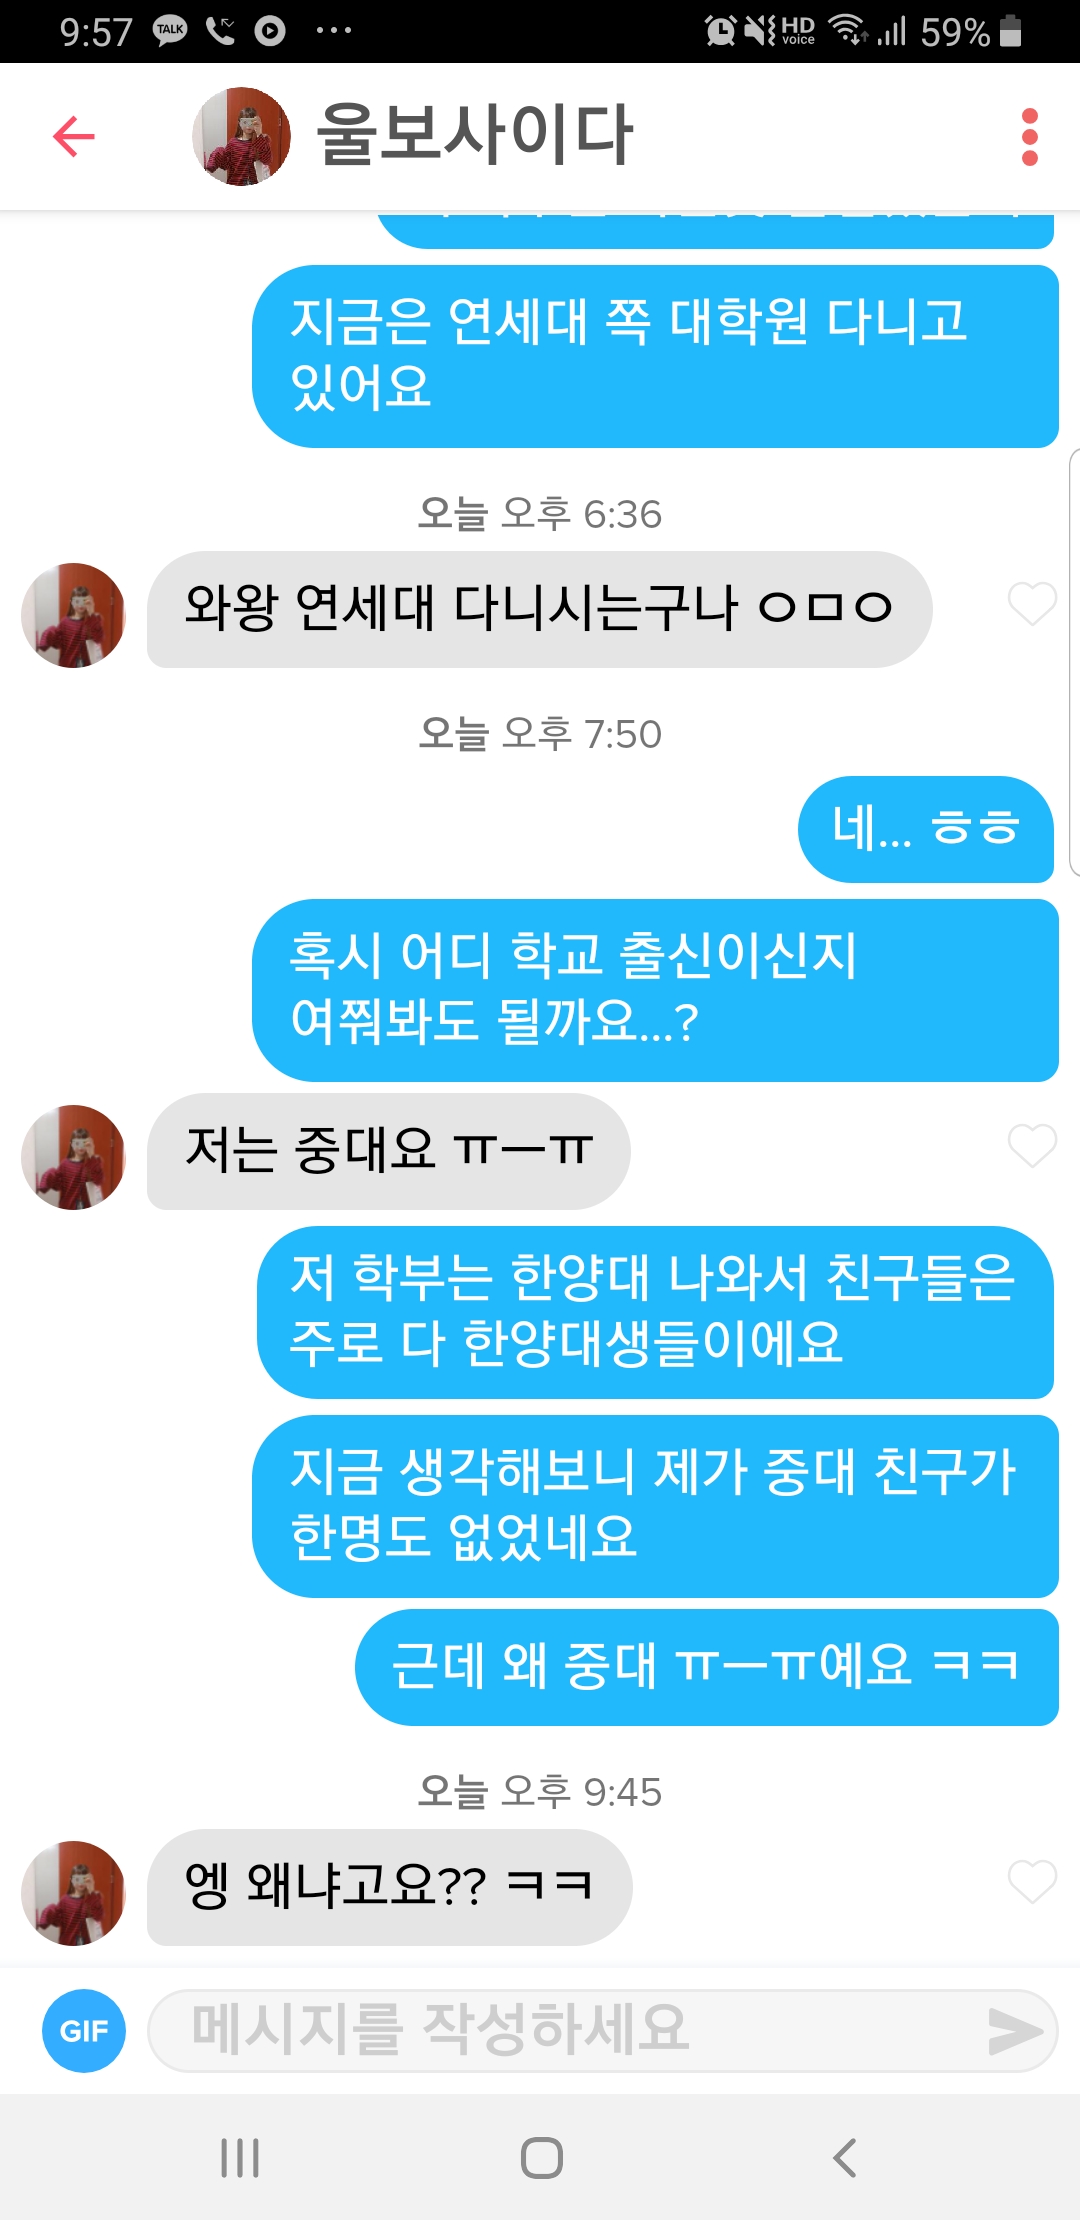 9:57 TALK HD voice 59%
울보사이다
지금은 연세대 쪽 대학원 다니고
있어요
오늘 오후 6:36
와왕 연세대 다니시는구나 ㅇㅁㅇ
오늘 오후 7:50
네... ㅎㅎ
혹시 어디 학교 출신이신지
여쭤봐도 될까요...?
저는 중대요 ㅠㅡㅠ
저 학부는 한양대 나와서 친구들은
주로 다 한양대생들이에요
지금 생각해보니 제가 중대 친구가
한명도 없었네요
근데 왜 중대 ㅠㅡㅠ예요 ㅋㅋ
오늘 오후 9:45
엥 왜냐고요?? ㅋㅋ
GIF 메시지를 작성하세요